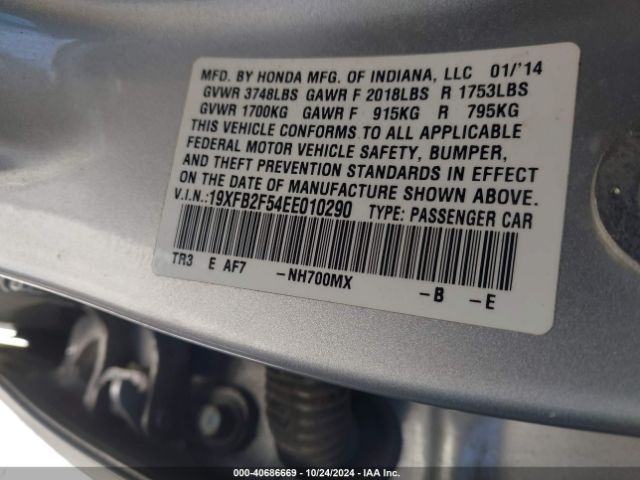 MFD. BY HONDA MFG. OF INDIANA, LLC 01/'14
GVWR 3748LBS GAWR F 2018LBS R 1753LBS
GVWR 1700KG GAWR F 915KG R 795KG
THIS VEHICLE CONFORMS TO ALL APPLICABLE
FEDERAL MOTOR VEHICLE SAFETY, BUMPER,
AND THEFT PREVENTION STANDARDS IN EFFECT
ON THE DATE OF MANUFACTURE SHOWN ABOVE.
V.I.N.:19XFB2F54EE010290 TYPE: PASSENGER CAR
TR3 E AF7 -NH700MX -B -E
000-40686669 - 10/24/2024 - IAA Inc.